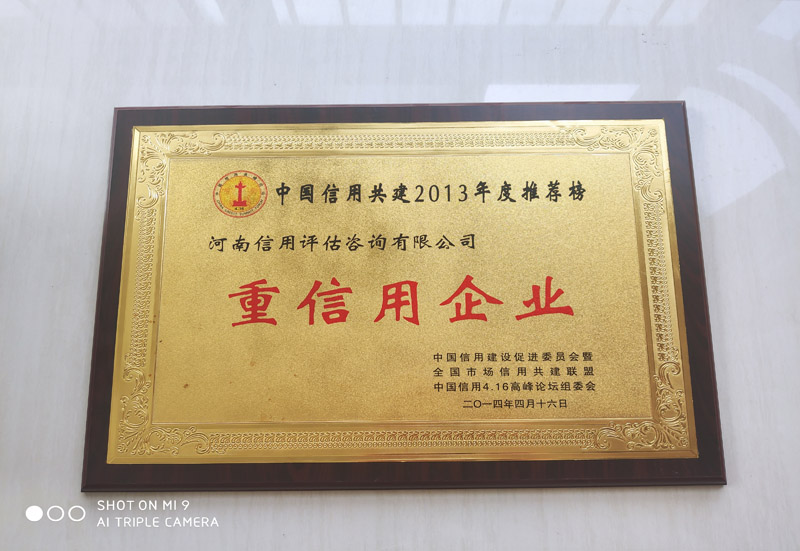 中国信用共建2013年度推荐榜
河南信用评估咨询有限公司
重信用企业
中国信用建设促进委员会暨
全国市场信用共建联盟
中国信用4.16高峰论坛组委会
二〇一四年四月十六日
SHOT ON MI 9
AI TRIPLE CAMERA